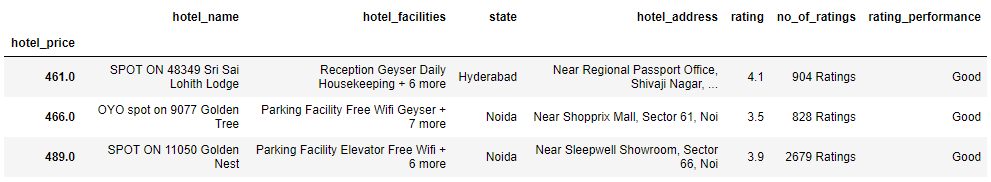 hotel_name hotel_facilities state hotel_address rating no_of_ratings rating_performance
hotel_price
461.0 SPOT ON 48349 Sri Sai Lohith Lodge Reception Geyser Daily Housekeeping + 6 more Hyderabad Near Regional Passport Office, Shivaji Nagar, ... 4.1 904 Ratings Good
466.0 OYO spot on 9077 Golden Tree Parking Facility Free Wifi Geyser + 7 more Noida Near Shopprix Mall, Sector 61, Noi 3.5 828 Ratings Good
489.0 SPOT ON 11050 Golden Nest Parking Facility Elevator Free Wifi + 6 more Noida Near Sleepwell Showroom, Sector 66, Noi 3.9 2679 Ratings Good